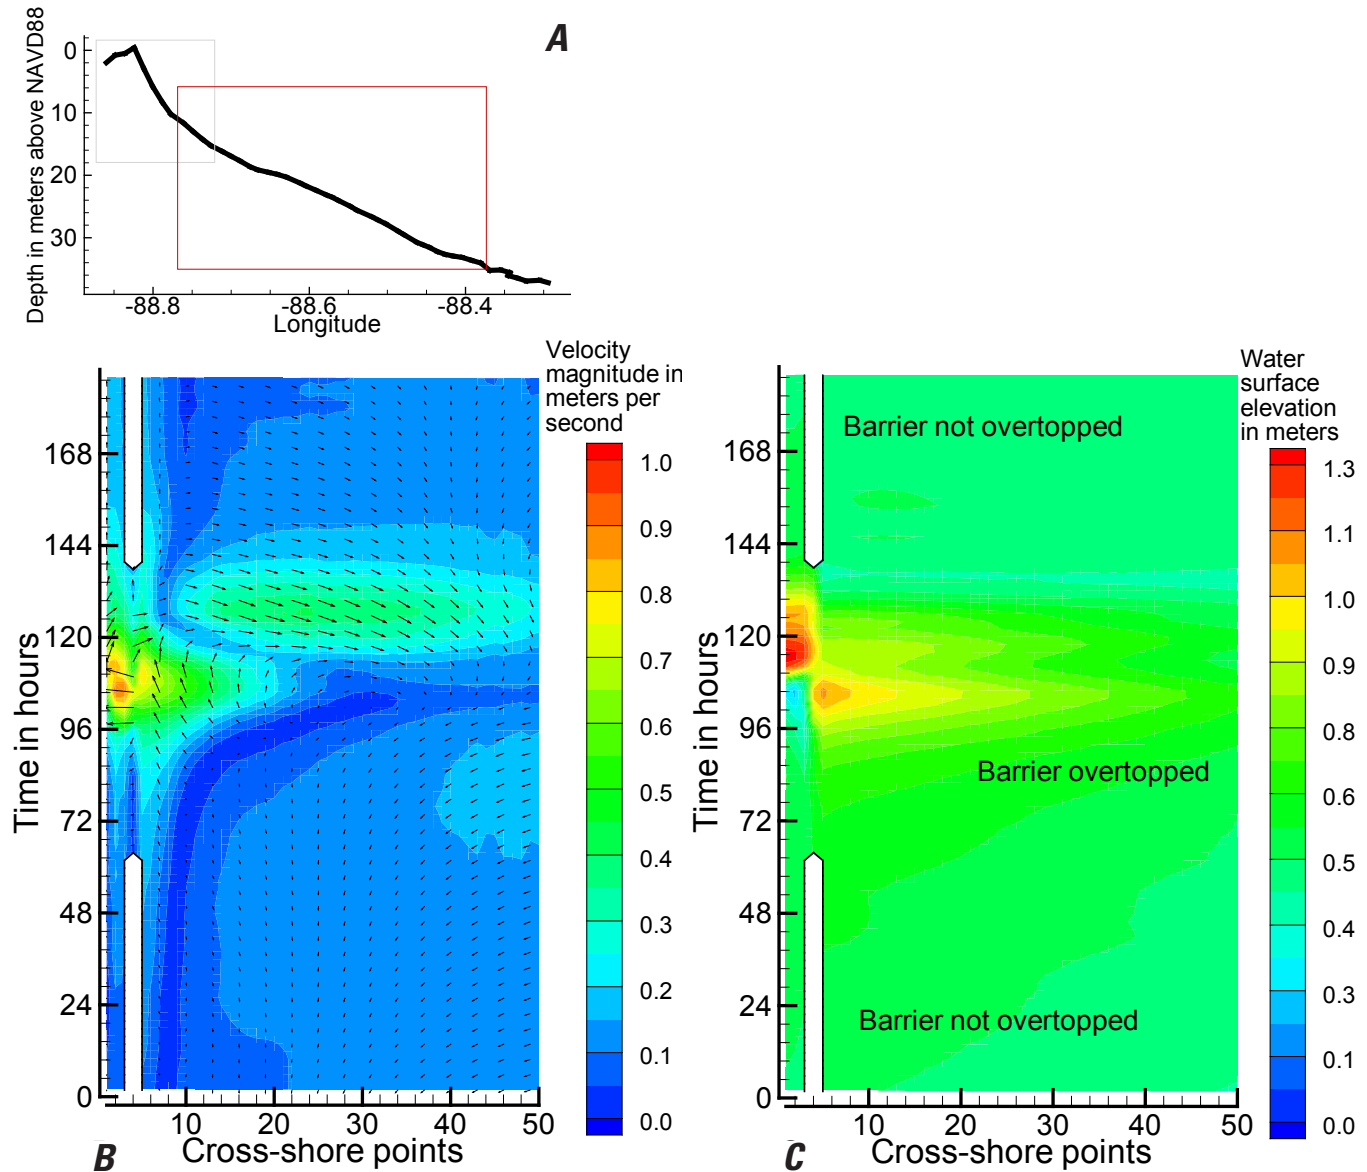 A
Depth in meters above NAVD88
0
10
20
30
-88.8
-88.6
-88.4
Longitude
Velocity
magnitude in
meters per
second
1.0
0.9
0.8
0.7
0.6
0.5
0.4
0.3
0.2
0.1
0.0
Time in hours
168
144
120
96
72
48
24
0
10
20
30
40
50
Cross-shore points
B
Water
surface
elevation
in meters
1.3
1.1
1.0
0.9
0.8
0.6
0.5
0.4
0.3
0.1
0.0
Time in hours
168
144
120
96
72
48
24
0
Barrier not overtopped
Barrier overtopped
Barrier not overtopped
10
20
30
40
50
Cross-shore points
C